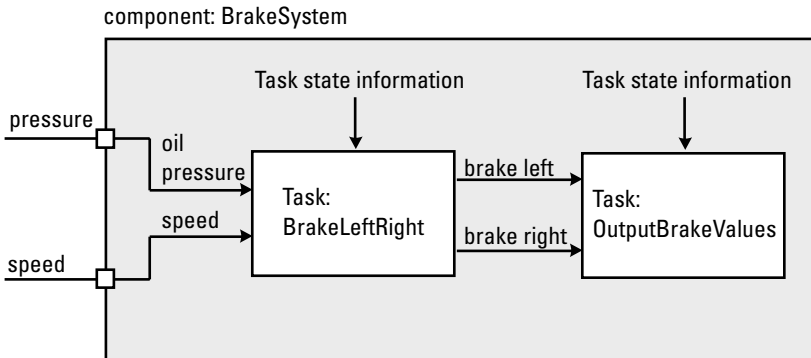 component: BrakeSystem
Task state information
Task state information
pressure
oil
pressure
speed
speed
Task:
BrakeLeftRight
brake left
brake right
Task:
OutputBrakeValues